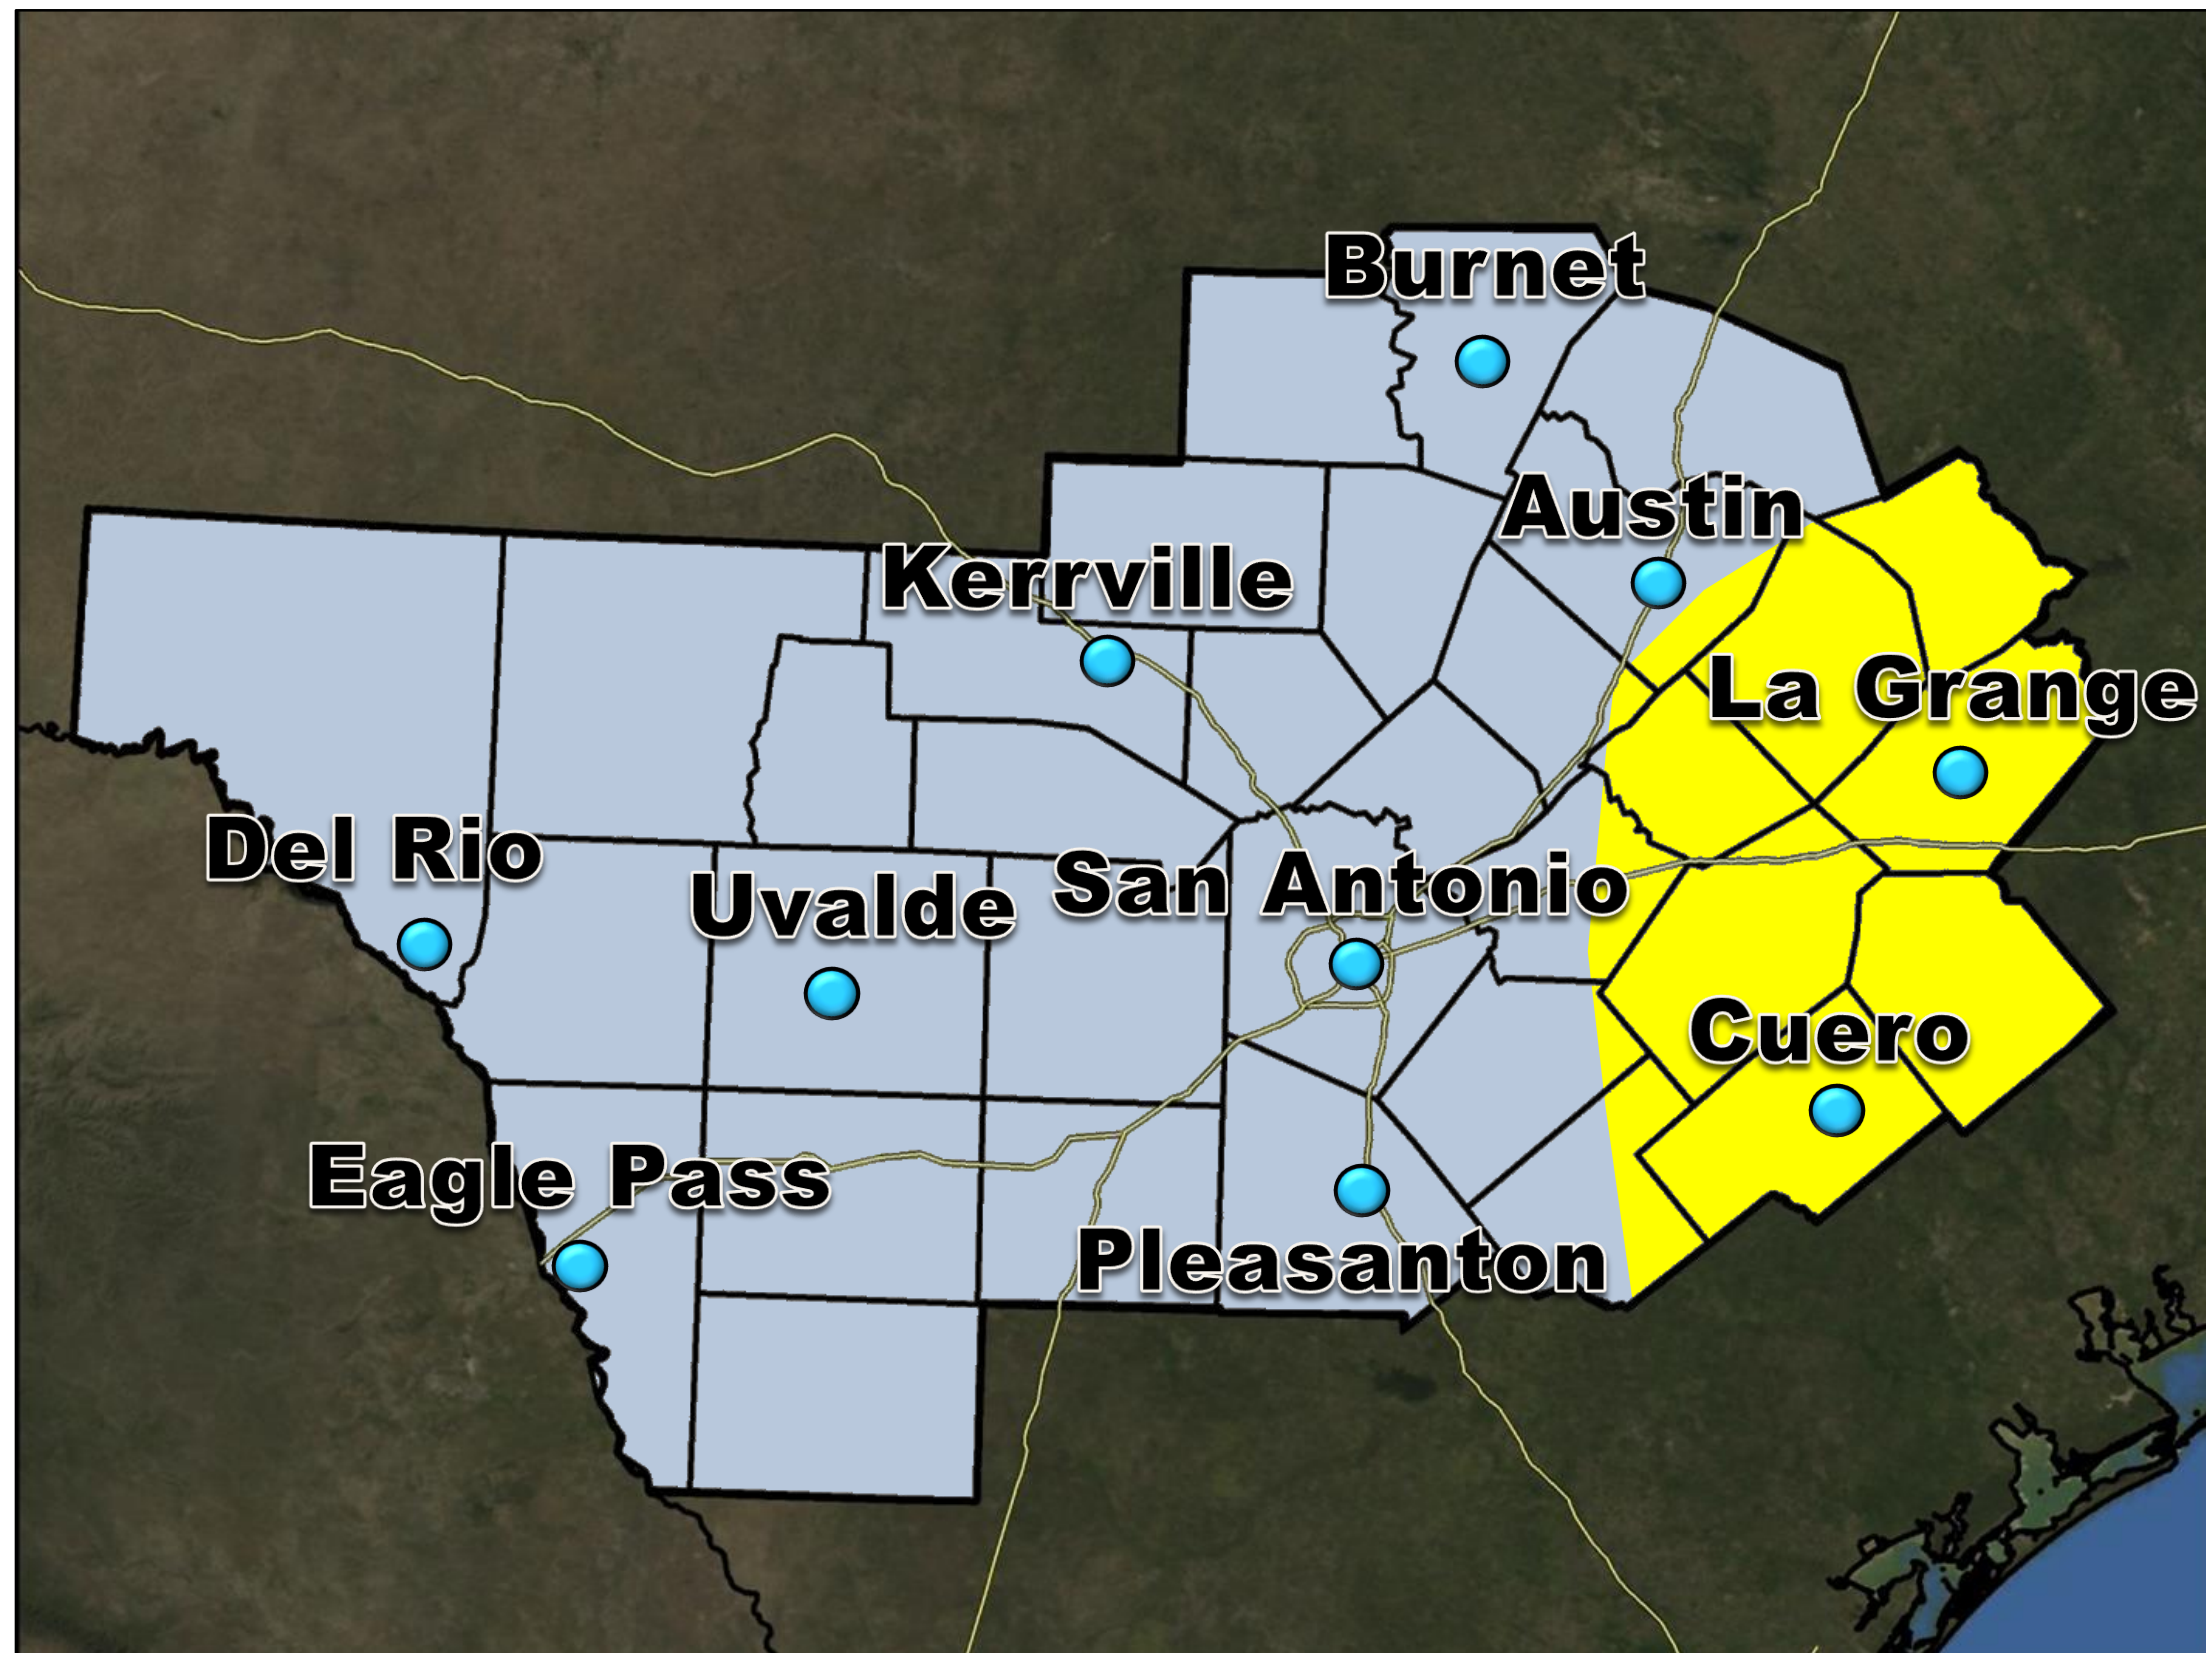 Burnet
Austin
Kerrville
La Grange
Del Rio
Uvalde
San Antonio
Cuero
Eagle Pass
Pleasanton